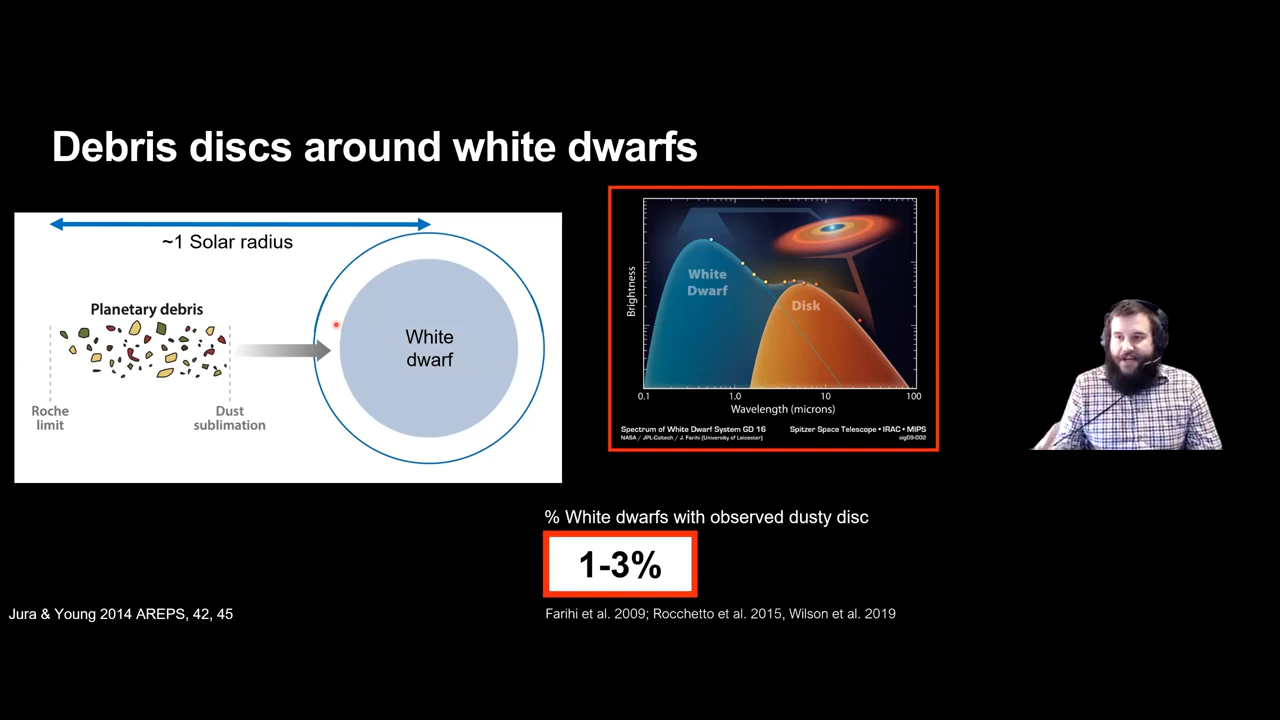 Debris discs around white dwarfs
~1 Solar radius
Planetary debris
White
dwarf
Roche
limit
Dust
sublimation
White
Dwarf
Disk
Brightness
0.1 1.0 10 100
Wavelength (microns)
Spectrum of White Dwarf System GD 16
Spitzer Space Telescope • IRAC • MIPS
NASA / JPL-Caltech / J. Farihi (University of Leicester)
sig09-002
% White dwarfs with observed dusty disc
1-3%
Jura & Young 2014 AREPS, 42, 45
Farihi et al. 2009; Rocchetto et al. 2015, Wilson et al. 2019